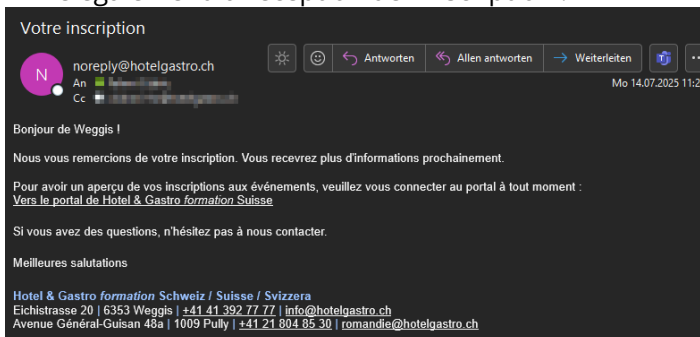 Votre inscription
N
noreply@hotelgastro.ch
Antworten
Allen antworten
Weiterleiten
An
Cc
Mo 14.07.2025 11:2
Bonjour de Weggis !
Nous vous remercions de votre inscription. Vous recevrez plus d'informations prochainement.
Pour avoir un aperçu de vos inscriptions aux événements, veuillez vous connecter au portal à tout moment :
Vers le portal de Hotel & Gastro formation Suisse
Si vous avez des questions, n'hésitez pas à nous contacter.
Meilleures salutations
Hotel & Gastro formation Schweiz / Suisse / Svizzera
Eichistrasse 20 | 6353 Weggis | +41 41 392 77 77 | info@hotelgastro.ch
Avenue Général-Guisan 48a | 1009 Pully | +41 21 804 85 30 | romandie@hotelgastro.ch